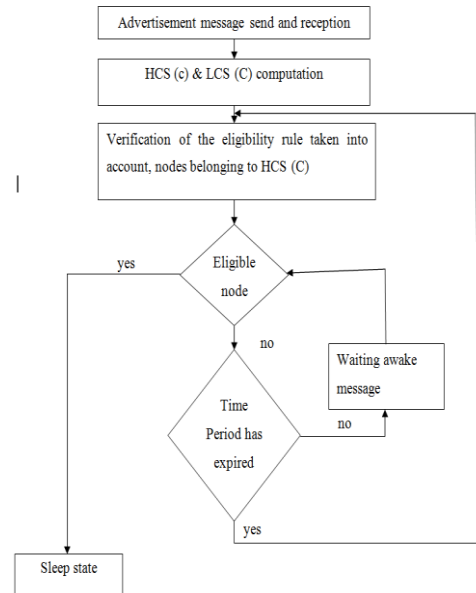 Advertisement message send and reception
HCS (c) & LCS (C) computation
Verification of the eligibility rule taken into
account, nodes belonging to HCS (C)
yes
Eligible
node
no
Waiting awake
message
Time
Period has
expired
no
yes
Sleep state